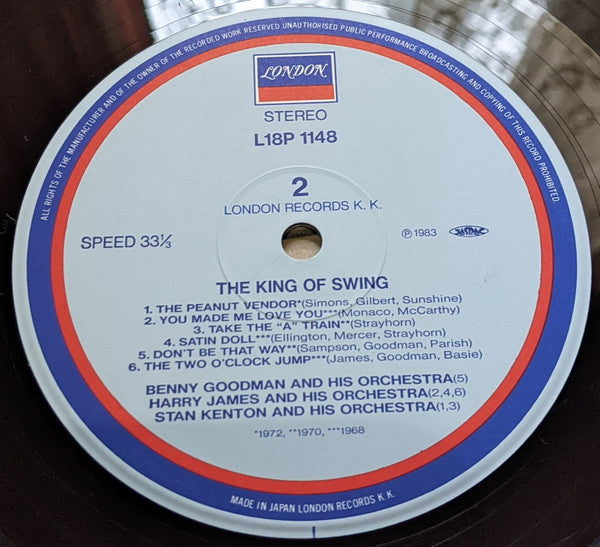 ALL RIGHTS OF THE MANUFACTURER AND OF THE OWNER OF THE RECORDED WORK RESERVED UNAUTHORISED PUBLIC PERFORMANCE BROADCASTING AND COPYING OF THIS RECORD PROHIBITED.
LONDON
STEREO
L18P 1148
2
LONDON RECORDS K. K.
SPEED 33⅓
℗ 1983 JASRAC
THE KING OF SWING
1. THE PEANUT VENDOR*(Simons, Gilbert, Sunshine)
2. YOU MADE ME LOVE YOU***(Monaco, McCarthy)
3. TAKE THE "A" TRAIN**(Strayhorn)
4. SATIN DOLL***(Ellington, Mercer, Strayhorn)
5. DON'T BE THAT WAY**(Sampson, Goodman, Parish)
6. THE TWO O'CLOCK JUMP***(James, Goodman, Basie)
BENNY GOODMAN AND HIS ORCHESTRA(5)
HARRY JAMES AND HIS ORCHESTRA(2,4,6)
STAN KENTON AND HIS ORCHESTRA(1,3)
*1972, **1970, ***1968
MADE IN JAPAN LONDON RECORDS K. K.